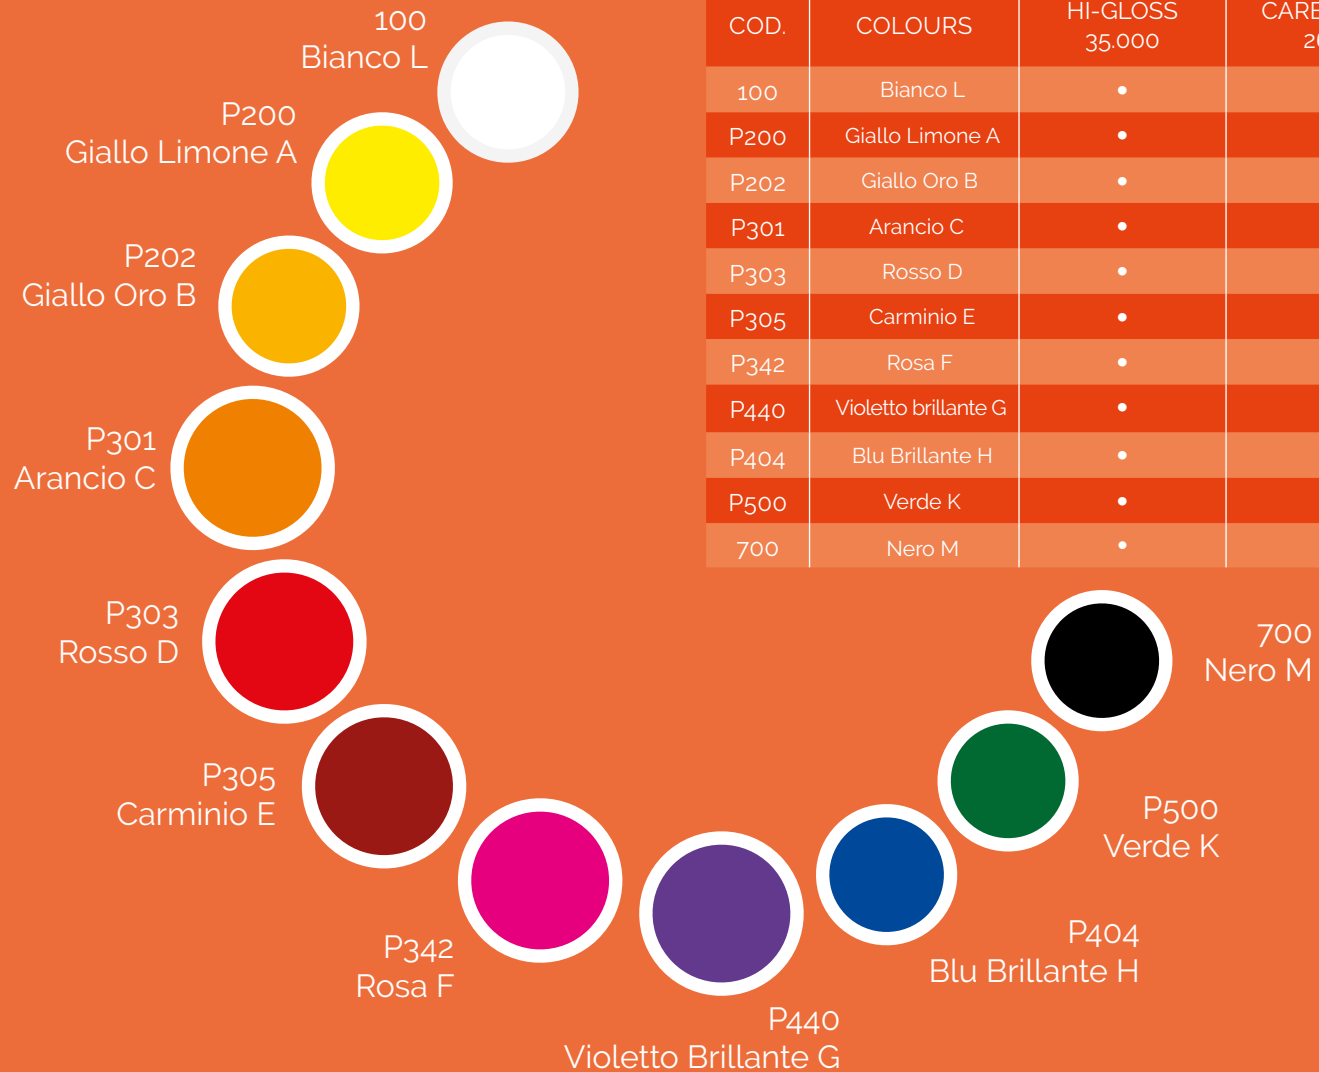 100
Bianco L
P200
Giallo Limone A
P202
Giallo Oro B
P301
Arancio C
P303
Rosso D
P305
Carminio E
P342
Rosa F
P440
Violetto Brillante G
P404
Blu Brillante H
P500
Verde K
700
Nero M
COD. COLOURS HI-GLOSS
35.000
100 Bianco L •
P200 Giallo Limone A •
P202 Giallo Oro B •
P301 Arancio C •
P303 Rosso D •
P305 Carminio E •
P342 Rosa F •
P440 Violetto brillante G •
P404 Blu Brillante H •
P500 Verde K •
700 Nero M •